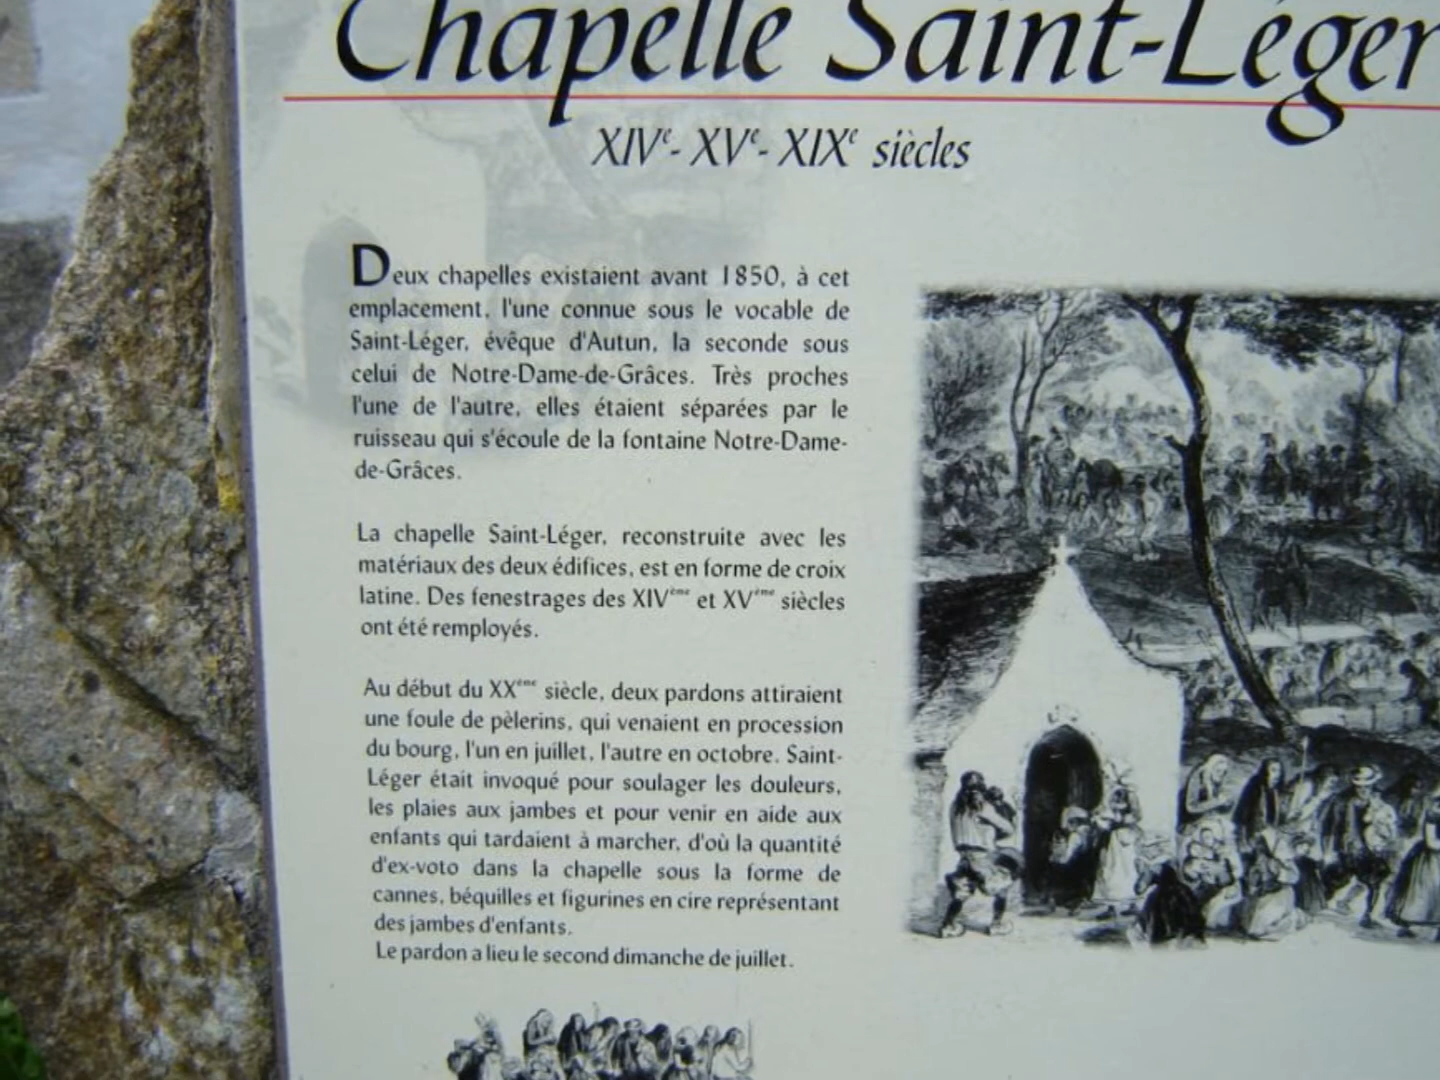 Chapelle Saint-Léger
XIVe- XVe- XIXe siècles
Deux chapelles existaient avant 1850, à cet
emplacement, l'une connue sous le vocable de
Saint-Léger, évêque d'Autun, la seconde sous
celui de Notre-Dame-de-Grâces. Très proches
l'une de l'autre, elles étaient séparées par le
ruisseau qui s'écoule de la fontaine Notre-Dame-
de-Grâces.
La chapelle Saint-Léger, reconstruite avec les
matériaux des deux édifices, est en forme de croix
latine. Des fenestrages des XIVème et XVème siècles
ont été remployés.
Au début du XXème siècle, deux pardons attiraient
une foule de pèlerins, qui venaient en procession
du bourg, l'un en juillet, l'autre en octobre. Saint-
Léger était invoqué pour soulager les douleurs,
les plaies aux jambes et pour venir en aide aux
enfants qui tardaient à marcher, d'où la quantité
d'ex-voto dans la chapelle sous la forme de
cannes, béquilles et figurines en cire représentant
des jambes d'enfants.
Le pardon a lieu le second dimanche de juillet.